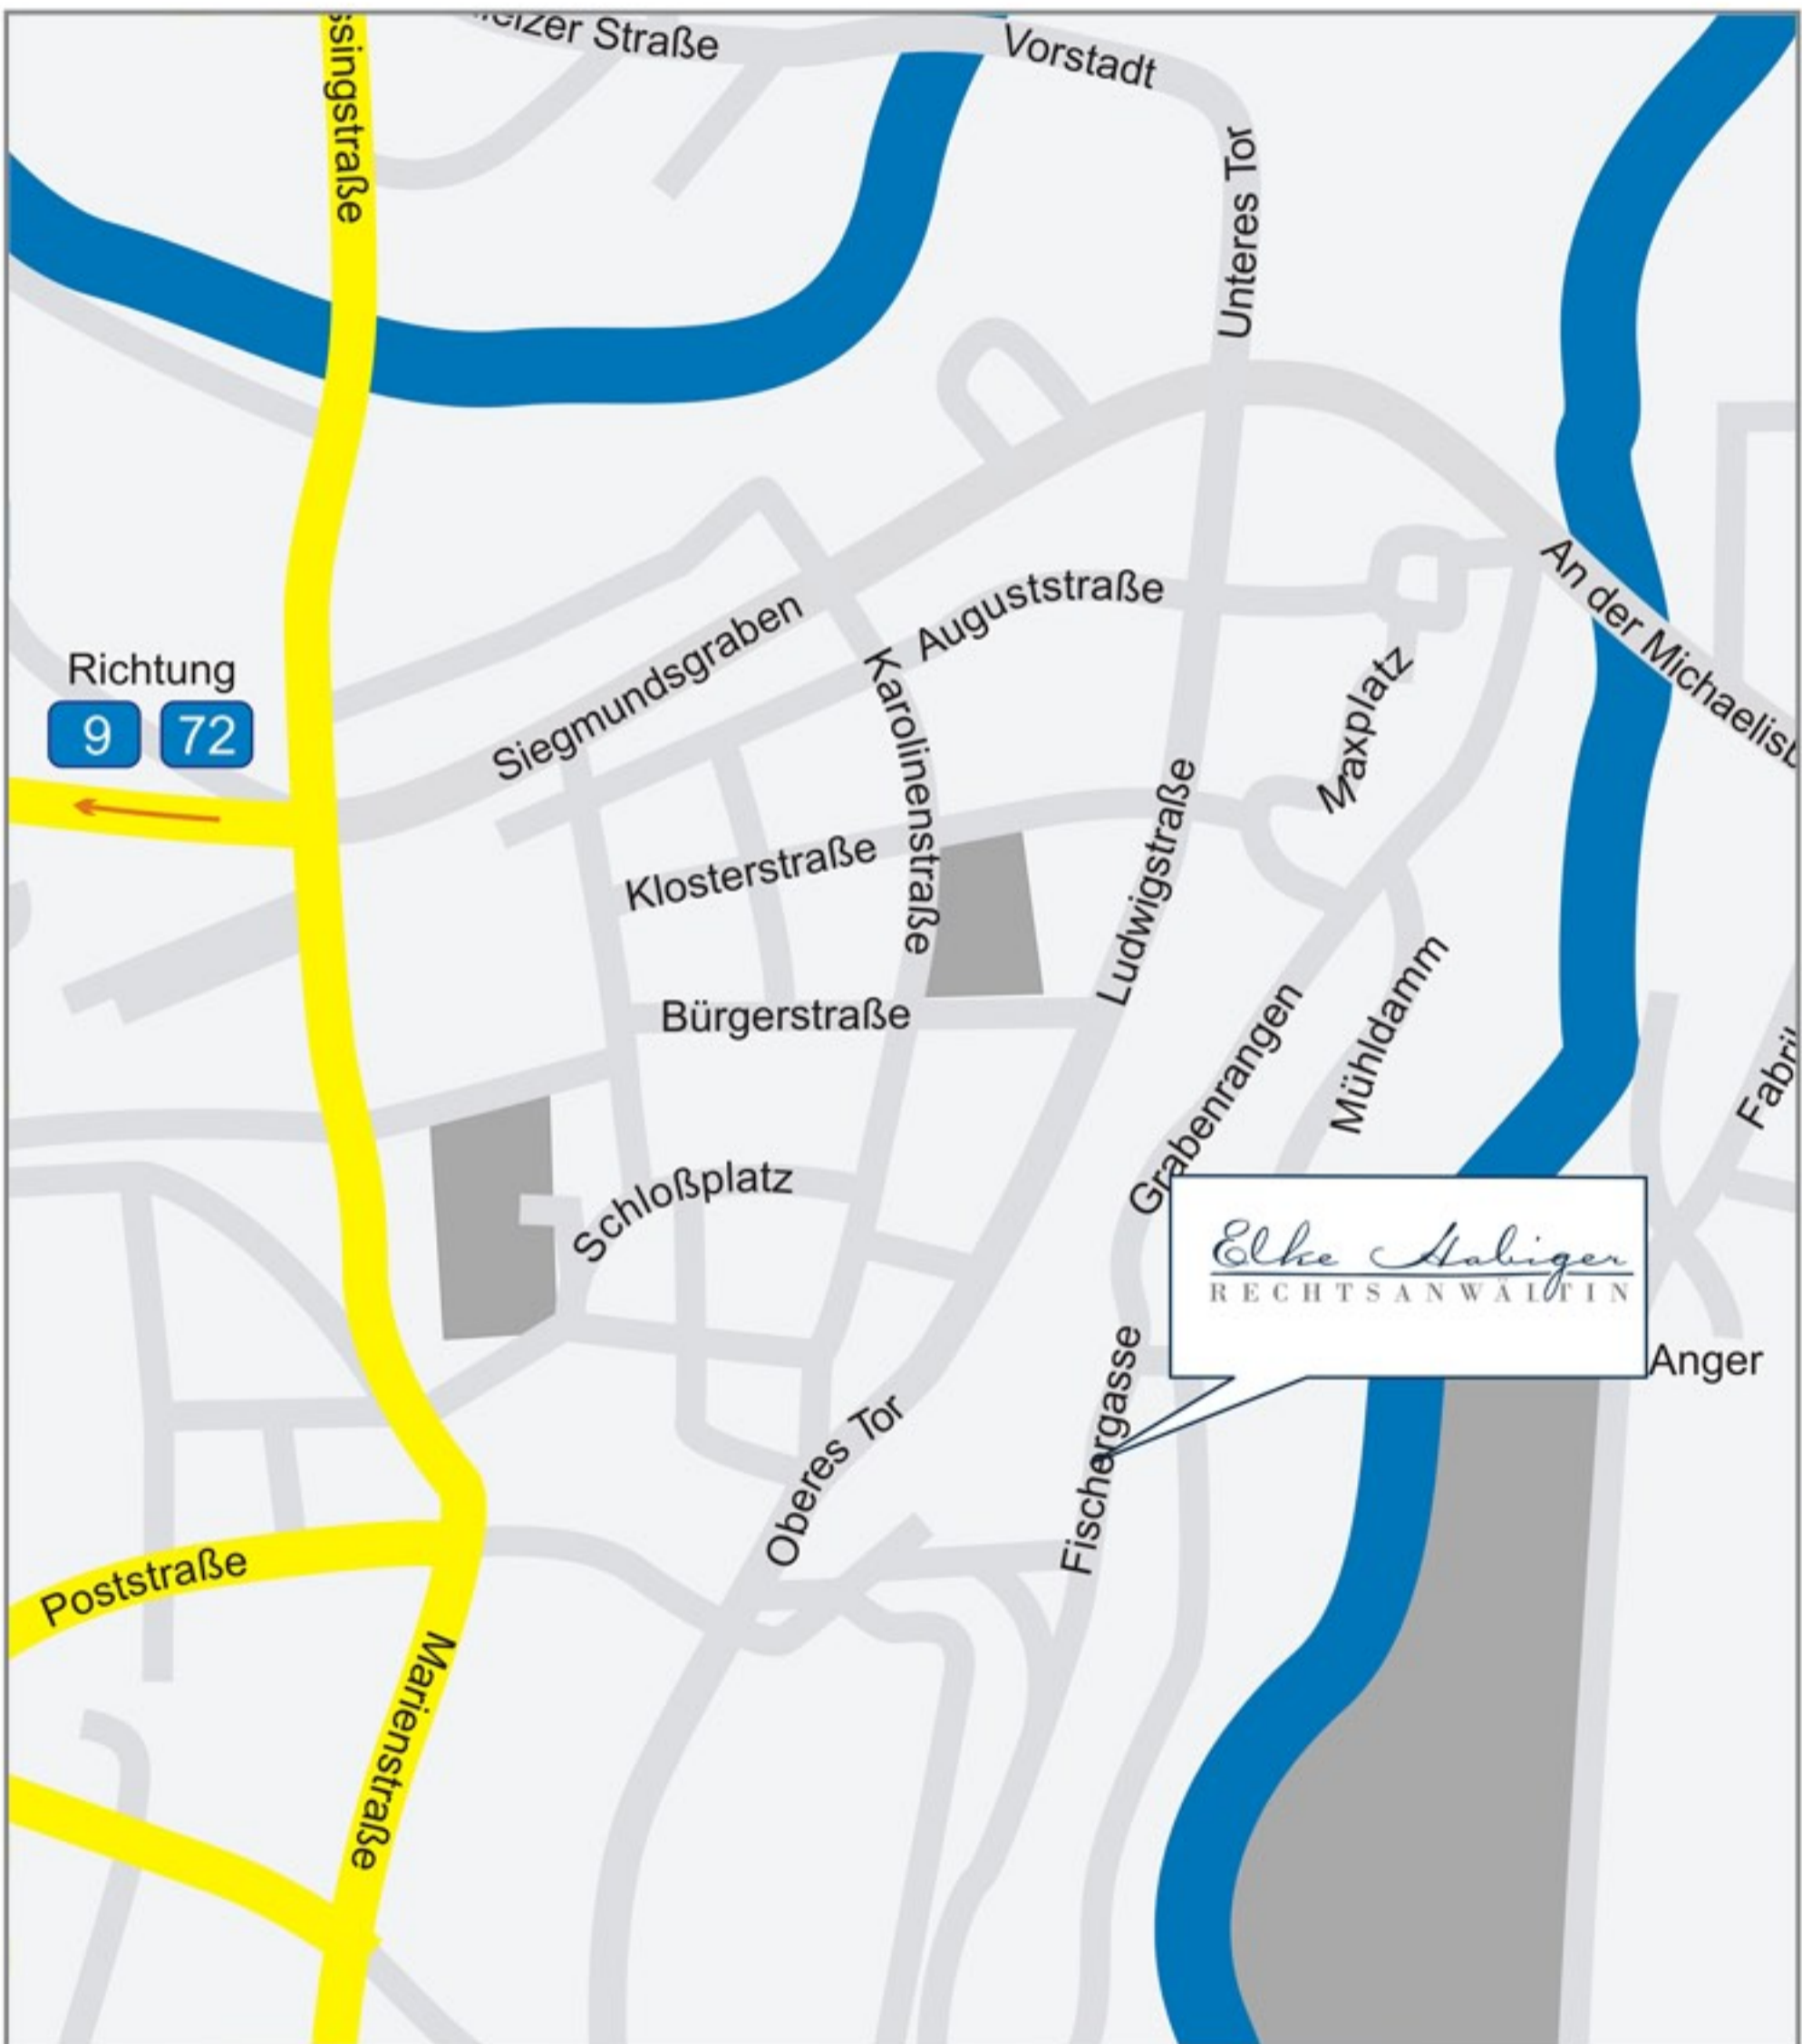 Straße
Vorstadt
Unteres Tor
Richtung
9 72
Siegmundsgraben
Auguststraße
Karolinenstraße
An der
Maxplatz
Klosterstraße
Ludwigstraße
Bürgerstraße
Grabenrangen
Mühldamm
Schloßplatz
Elke Habiger
RECHTSANWÄLTIN
Anger
Fischergasse
Oberes Tor
Poststraße
Marienstraße